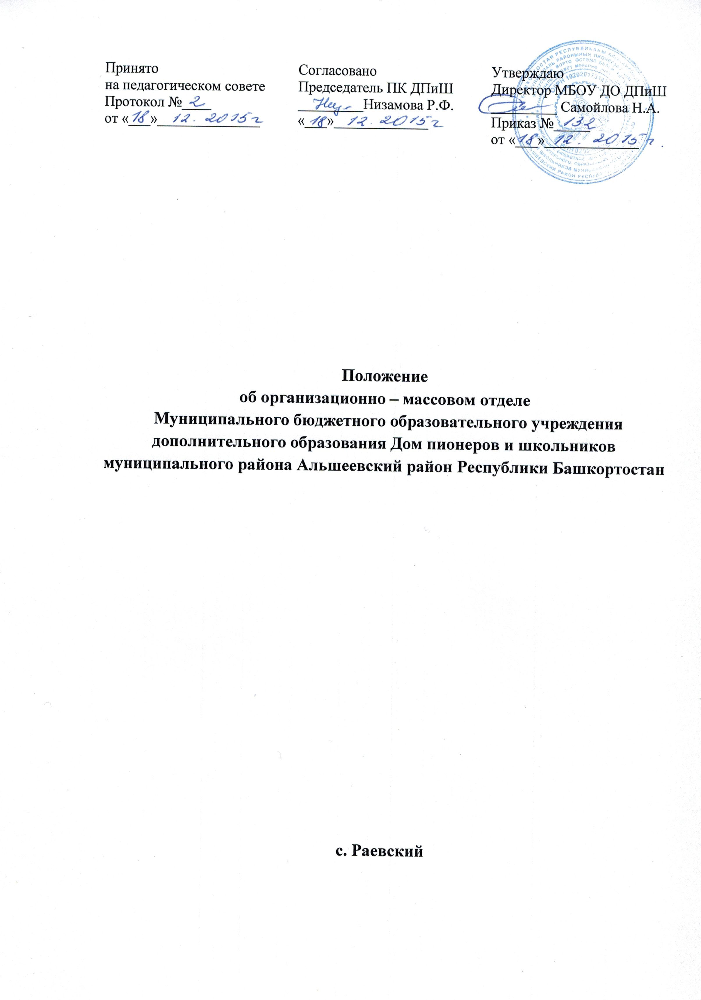 Принято
на педагогическом совете
Протокол № 2
от «18» 12. 2015г
Согласовано
Председатель ПК ДПиШ
Низамова Р.Ф.
«18» 12. 2015г
Утверждаю
Директор МБОУ ДО ДПиШ
Самойлова Н.А.
Приказ № 132
от «18» 12. 2015г.
Положение
об организационно – массовом отделе
Муниципального бюджетного образовательного учреждения
дополнительного образования Дом пионеров и школьников
муниципального района Альшеевский район Республики Башкортостан
с. Раевский